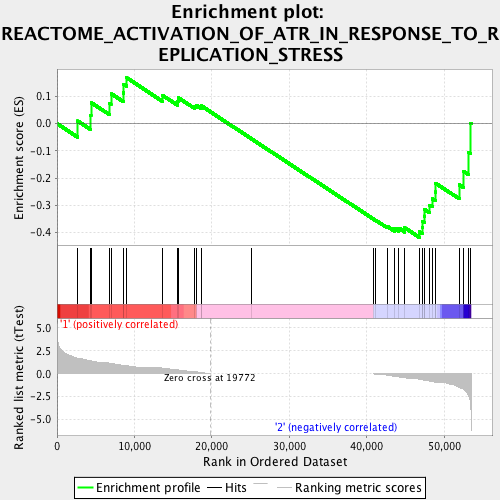 Enrichment plot:
REACTOME_ACTIVATION_OF_ATR_IN_RESPONSE_TO_R
EPLICATION_STRESS
Enrichment score (ES)
0.1
0.0
-0.1
-0.2
-0.3
-0.4
Ranked list metric (tTest)
'1' (positively correlated)
5.0
2.5
0.0
-2.5
-5.0
Zero cross at 19772
'2' (negatively correlated)
0
10,000
20,000
30,000
40,000
50,000
Rank in Ordered Dataset
Enrichment profile
Hits
Ranking metric scores